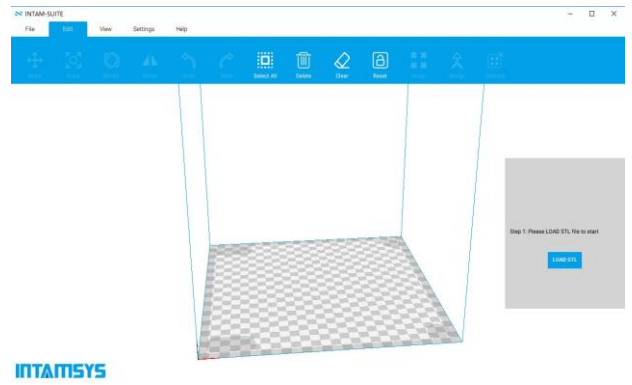 INTAM-SUITE
File Edit View Settings Help
Select All Delete Clear Reset
Step 1: Please LOAD STL file to start
LOAD STL
INTAMSYS